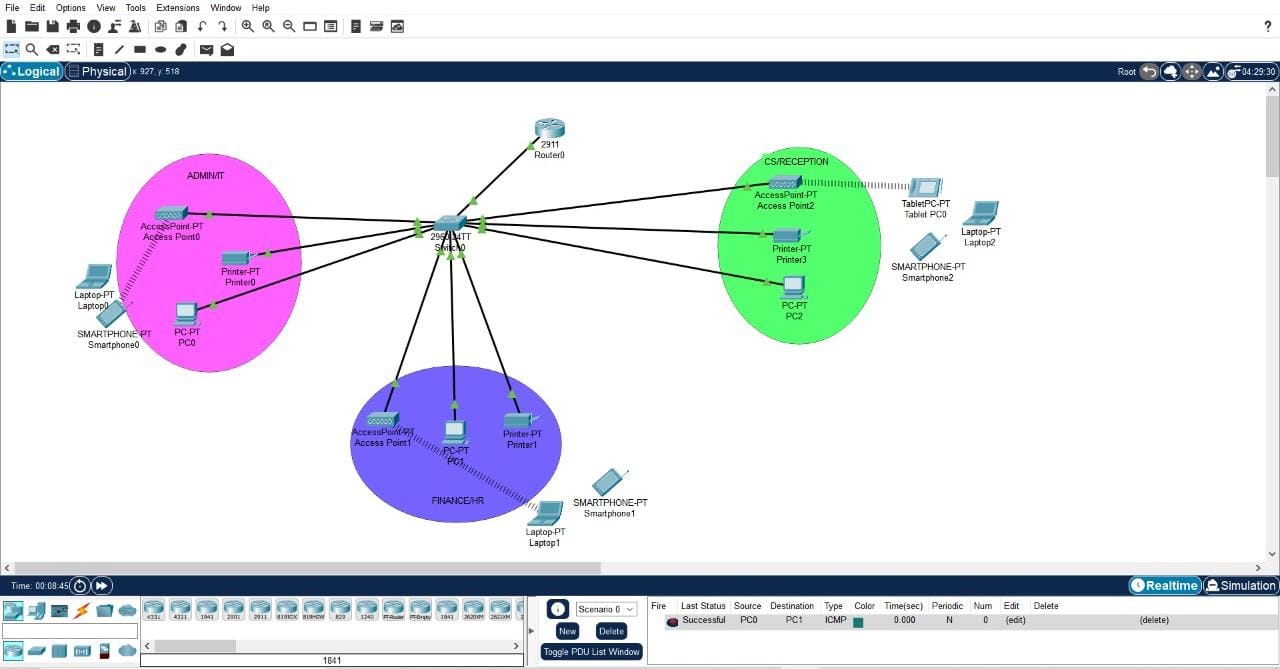 File Edit Options View Tools Extensions Window Help
?
Logical Physical x: 927, y: 518 Root 04:29:30
ADMIN/IT
AccessPoint-PT
Access Point0
Printer-PT
Printer0
Laptop-PT
Laptop0
SMARTPHONE-PT
Smartphone0
PC-PT
PC0
2911
Router0
Switch0
CS/RECEPTION
AccessPoint-PT
Access Point2
TabletPC-PT
Tablet PC0
Laptop-PT
Laptop2
Printer-PT
Printer3
SMARTPHONE-PT
Smartphone2
PC-PT
PC2
AccessPoint-PT
Access Point1
PC-PT
PC1
Printer-PT
Printer1
FINANCE/HR
SMARTPHONE-PT
Smartphone1
Laptop-PT
Laptop1
Time: 00:08:45 Realtime Simulation
4331 4321 1941 2901 2911 819IOX 819HGW 829 1240 PT-Router PT-Empty 1841 2620XM 2621XM
1841
Scenario 0
New Delete
Toggle PDU List Window
Fire Last Status Source Destination Type Color Time(sec) Periodic Num Edit Delete
Successful PC0 PC1 ICMP 0.000 N 0 (edit) (delete)